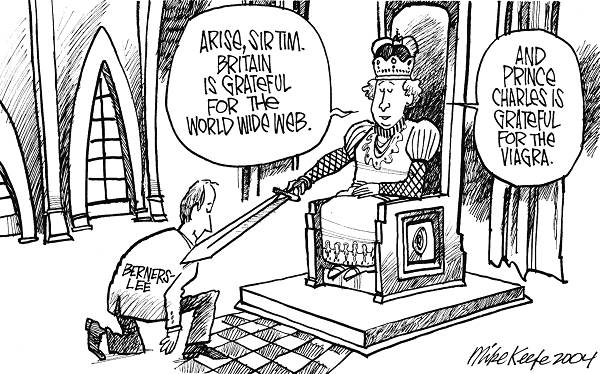 ARISE, SIR TIM.
BRITAIN
IS GRATEFUL
FOR THE
WORLD WIDE WEB.
AND
PRINCE
CHARLES IS
GRATEFUL
FOR THE
VIAGRA.
BERNERS-
LEE
Mike Keefe 2004